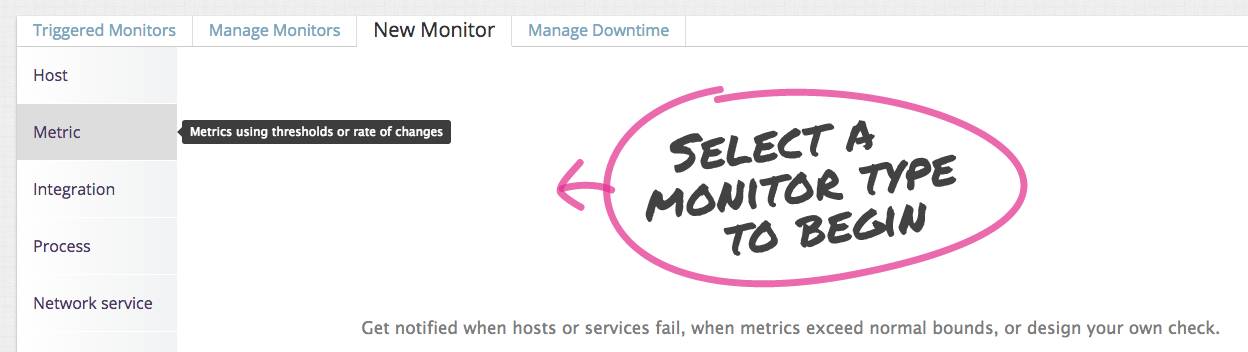 Triggered Monitors
Manage Monitors
New Monitor
Manage Downtime
Host
Metric
Metrics using thresholds or rate of changes
Integration
Process
Network service
SELECT A
MONITOR TYPE
TO BEGIN
Get notified when hosts or services fail, when metrics exceed normal bounds, or design your own check.